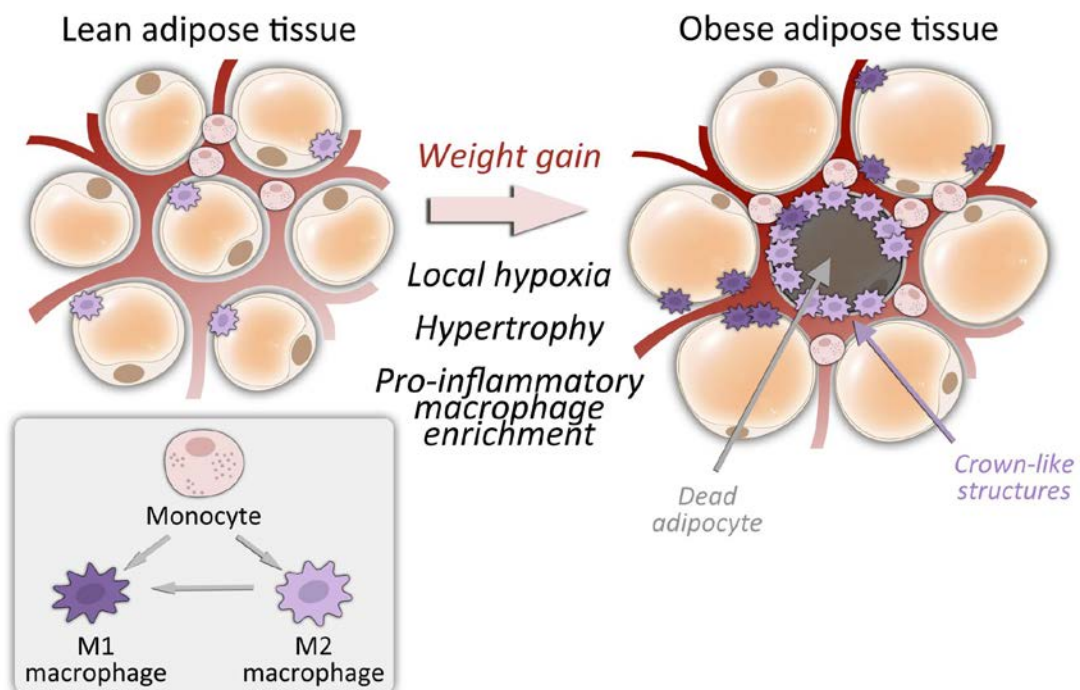 Lean adipose tissue
Obese adipose tissue
Weight gain
Local hypoxia
Hypertrophy
Pro-inflammatory
macrophage
enrichment
Dead
adipocyte
Crown-like
structures
Monocyte
M1
macrophage
M2
macrophage